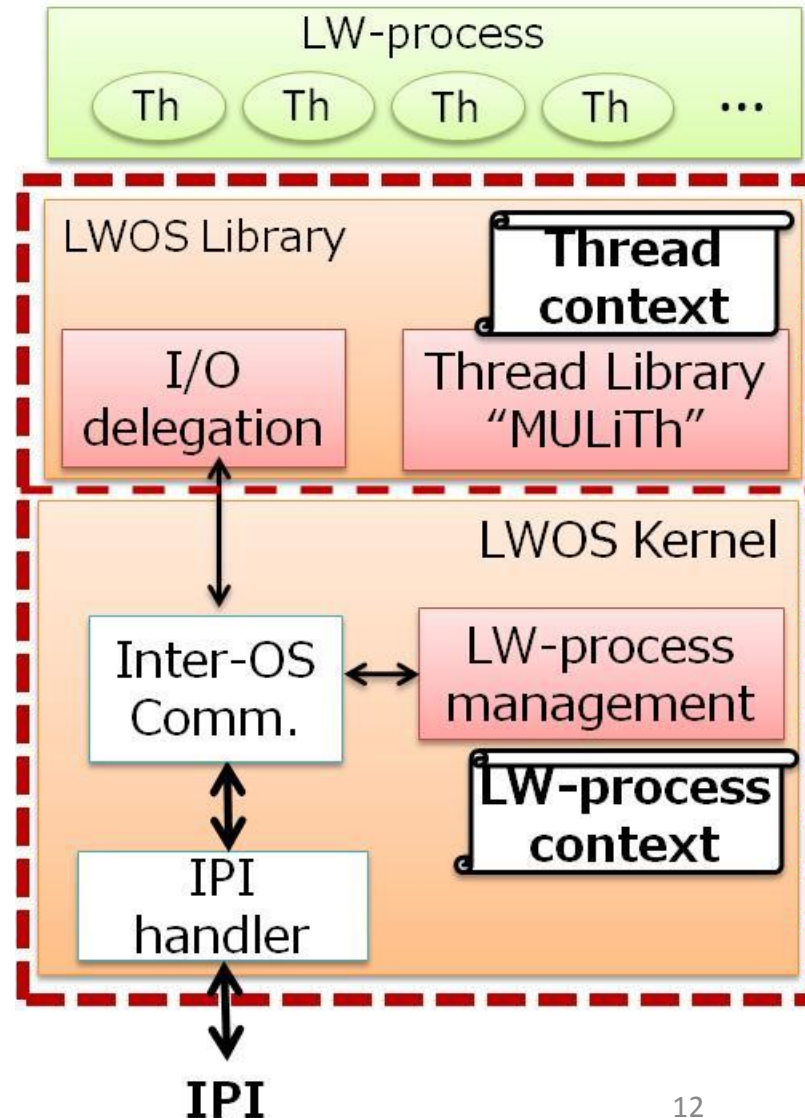 LW-process
Th Th Th Th ...
LWOS Library
Thread
context
I/O
delegation
Thread Library
“MULiTh”
LWOS Kernel
Inter-OS
Comm.
LW-process
management
LW-process
context
IPI
handler
IPI
12